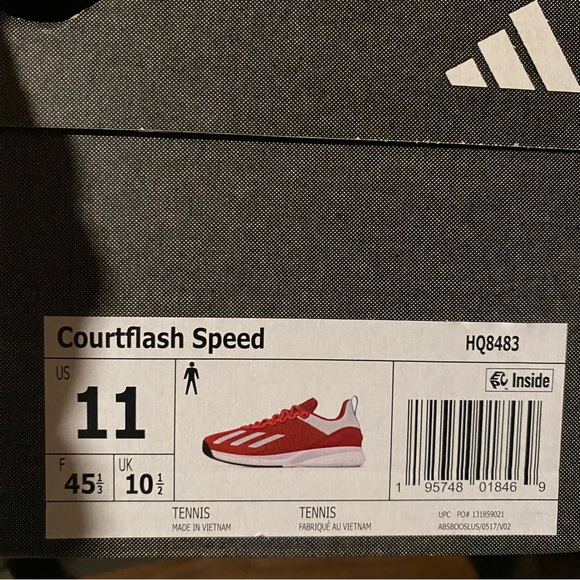 Courtflash Speed HQ8483
US
11
F
45⅓
UK
10½
Inside
1 95748 01846 9
TENNIS
MADE IN VIETNAM
TENNIS
FABRIQUÉ AU VIETNAM
UPC PO# 131859021
ABSBOOSLUS/0517/V02